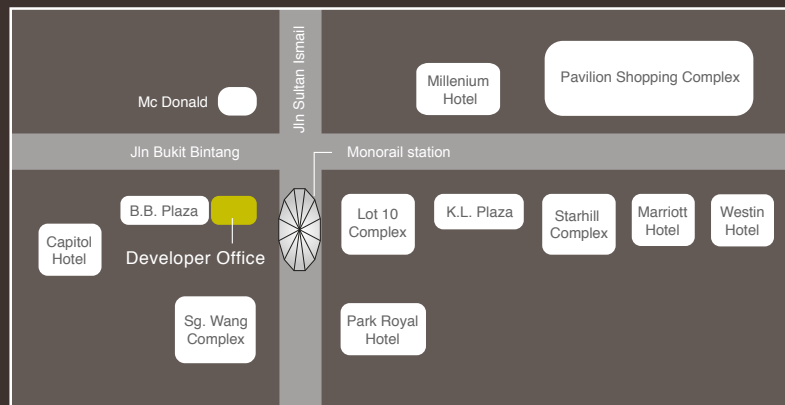 Jln Sultan Ismail
Millenium
Hotel
Pavilion Shopping Complex
Mc Donald
Jln Bukit Bintang
Monorail station
B.B. Plaza
Lot 10
Complex
K.L. Plaza
Starhill
Complex
Marriott
Hotel
Westin
Hotel
Capitol
Hotel
Developer Office
Sg. Wang
Complex
Park Royal
Hotel